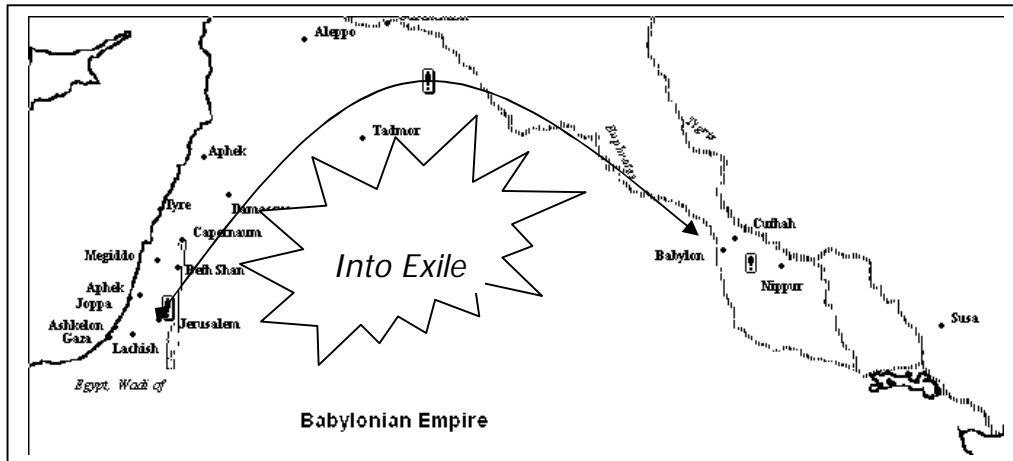 Aleppo
Tadmor
Tigris
Euphrates
Aphek
Tyre
Capernaum
Megiddo
Beth Shan
Cuthah
Babylon
Nippur
Into Exile
Aphek
Joppa
Jerusalem
Ashkelon
Gaza
Lachish
Susa
Egypt, Wadi of
Babylonian Empire